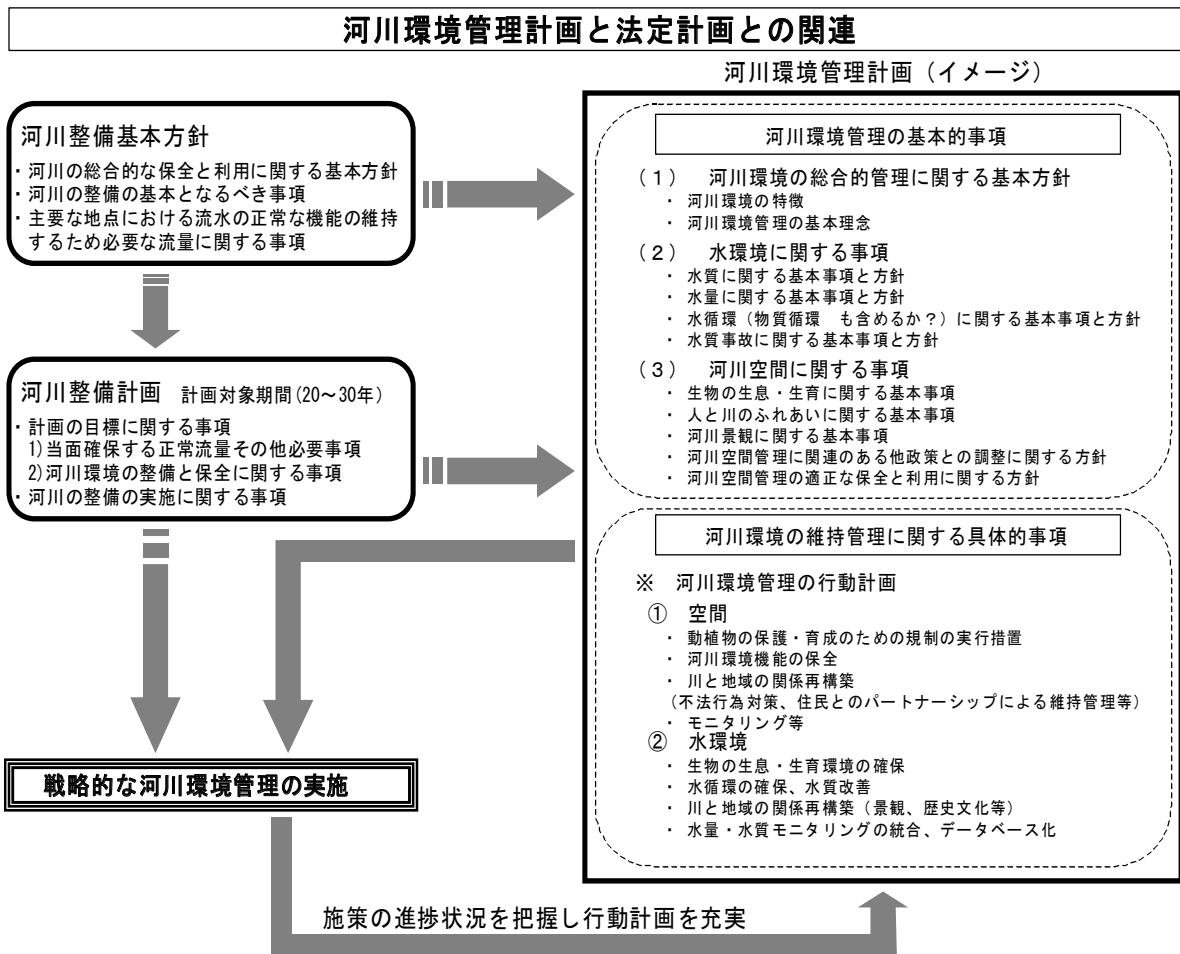 河川環境管理計画と法定計画との関連
河川環境管理計画（イメージ）
河川整備基本方針
・河川の総合的な保全と利用に関する基本方針
・河川の整備の基本となるべき事項
・主要な地点における流水の正常な機能の維持
するため必要な流量に関する事項
河川整備計画　計画対象期間(20～30年)
・計画の目標に関する事項
1)当面確保する正常流量その他必要事項
2)河川環境の整備と保全に関する事項
・河川の整備の実施に関する事項
戦略的な河川環境管理の実施
河川環境管理の基本的事項
（１）　河川環境の総合的管理に関する基本方針
・ 河川環境の特徴
・ 河川環境管理の基本理念
（２）　水環境に関する事項
・ 水質に関する基本事項と方針
・ 水量に関する基本事項と方針
・ 水循環（物質循環　も含めるか？）に関する基本事項と方針
・ 水質事故に関する基本事項と方針
（３）　河川空間に関する事項
・ 生物の生息・生育に関する基本事項
・ 人と川のふれあいに関する基本事項
・ 河川景観に関する基本事項
・ 河川空間管理に関連のある他政策との調整に関する方針
・ 河川空間管理の適正な保全と利用に関する方針
河川環境の維持管理に関する具体的事項
※　河川環境管理の行動計画
①　空間
・ 動植物の保護・育成のための規制の実行措置
・ 河川環境機能の保全
・ 川と地域の関係再構築
（不法行為対策、住民とのパートナーシップによる維持管理等）
・ モニタリング等
②　水環境
・ 生物の生息・生育環境の確保
・ 水循環の確保、水質改善
・ 川と地域の関係再構築（景観、歴史文化等）
・ 水量・水質モニタリングの統合、データベース化
施策の進捗状況を把握し行動計画を充実